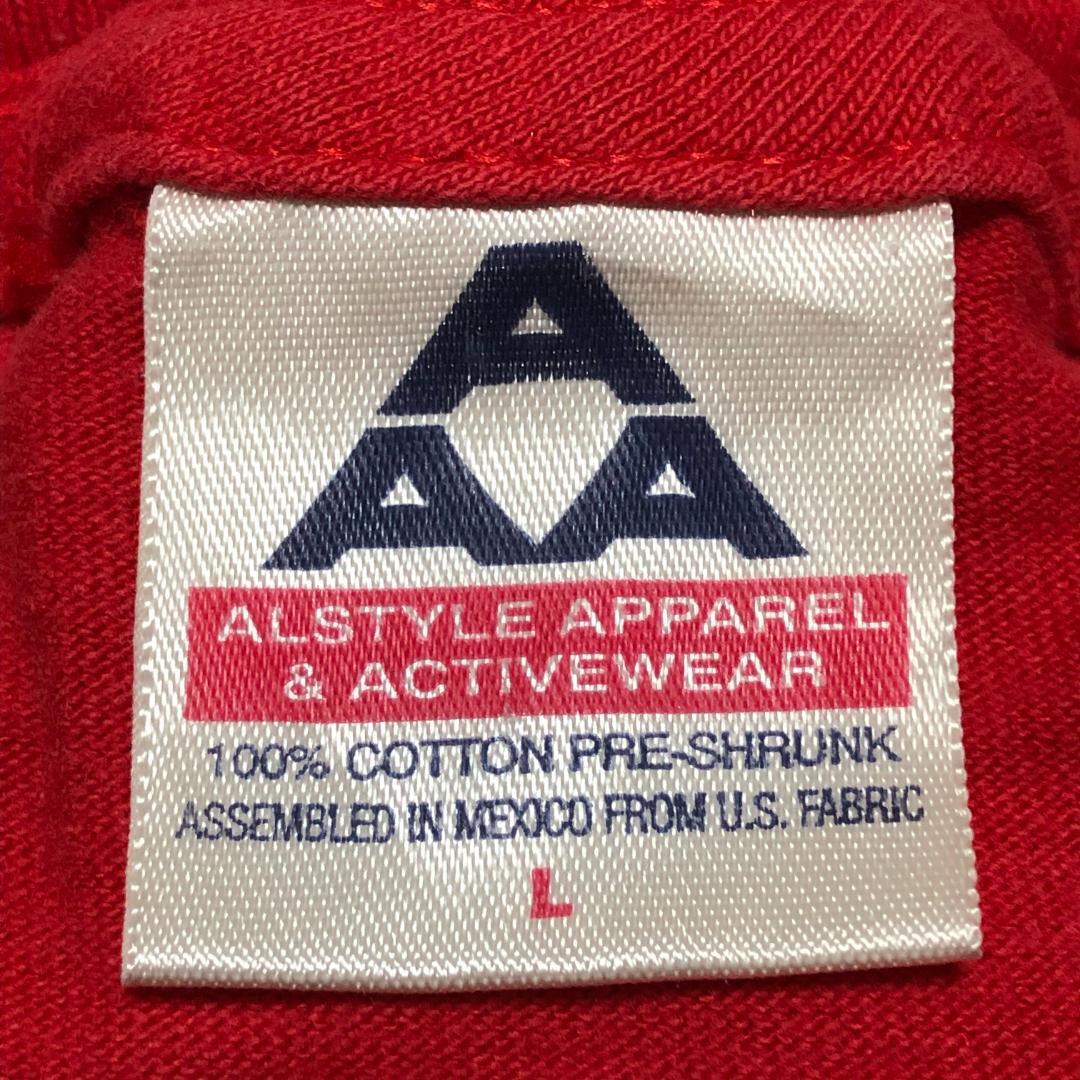 A
A A
ALSTYLE APPAREL
& ACTIVEWEAR
100% COTTON PRE-SHRUNK
ASSEMBLED IN MEXICO FROM U.S. FABRIC
L